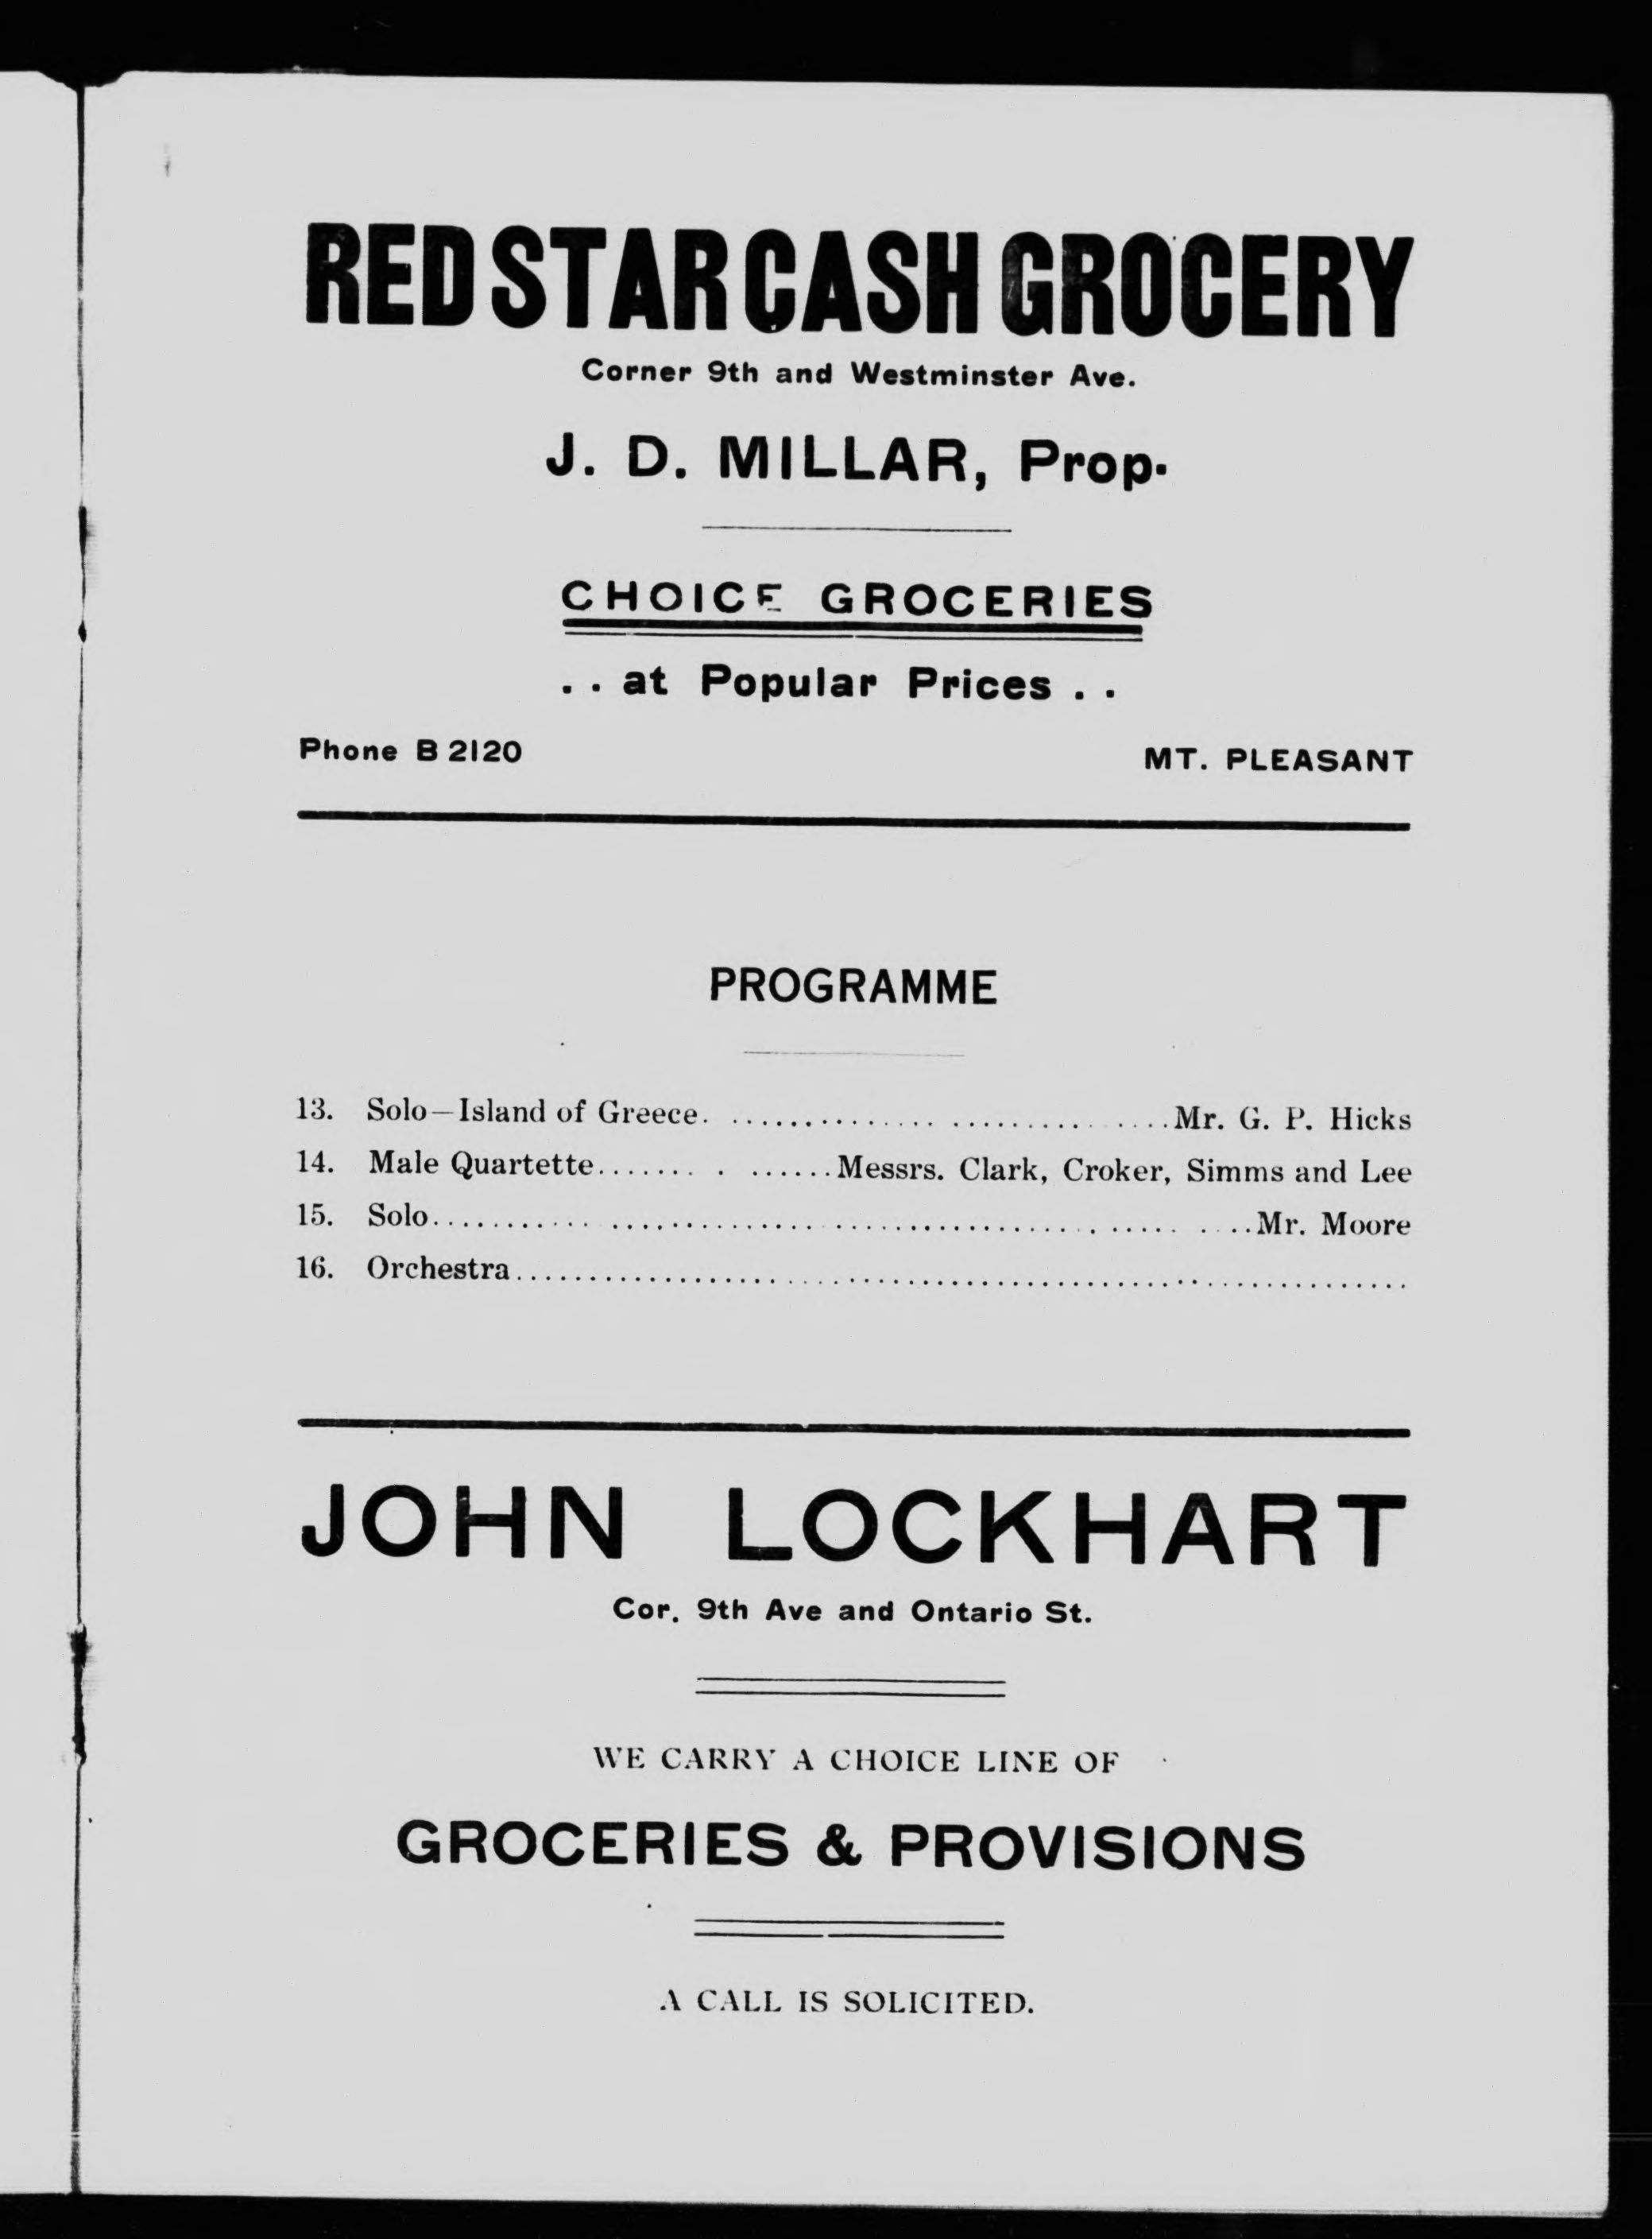 RED STAR CASH GROCERY
Corner 9th and Westminster Ave.
J. D. MILLAR, Prop.
CHOICE GROCERIES
. . at Popular Prices . .
Phone B 2120 MT. PLEASANT
PROGRAMME
13. Solo—Island of Greece. .............................. Mr. G. P. Hicks
14. Male Quartette....... . ......Messrs. Clark, Croker, Simms and Lee
15. Solo.................................................. Mr. Moore
16. Orchestra............................................................
JOHN LOCKHART
Cor. 9th Ave and Ontario St.
WE CARRY A CHOICE LINE OF
GROCERIES & PROVISIONS
A CALL IS SOLICITED.